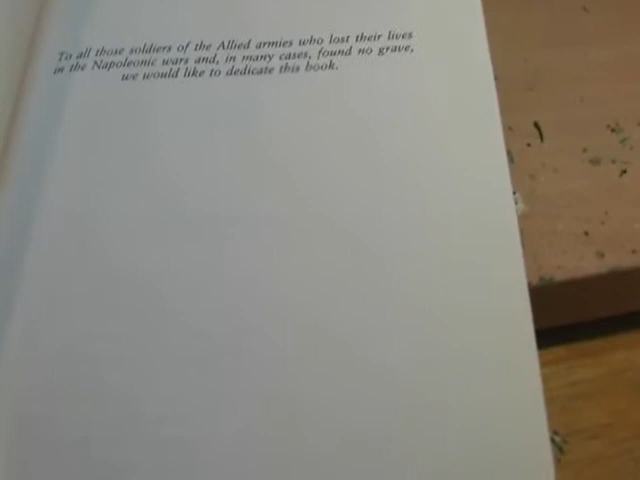 To all those soldiers of the Allied armies who lost their lives
in the Napoleonic wars and, in many cases, found no grave,
we would like to dedicate this book.